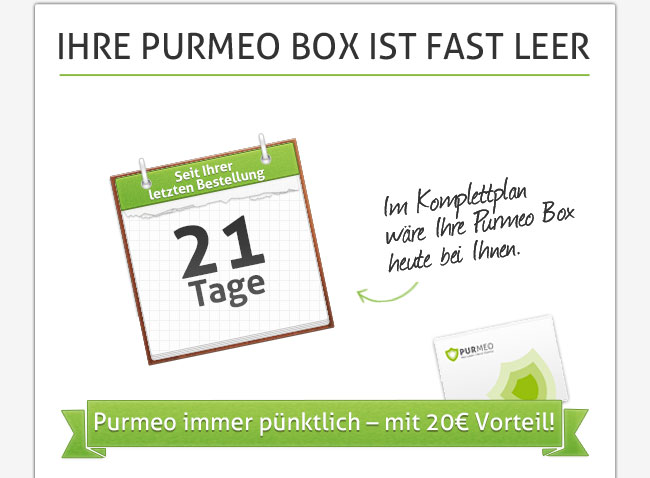 IHRE PURMEO BOX IST FAST LEER
Seit Ihrer
letzten Bestellung
21
Tage
Im Komplettplan
wäre Ihre Purmeo Box
heute bei Ihnen.
PURMEO
Purmeo immer pünktlich – mit 20€ Vorteil!